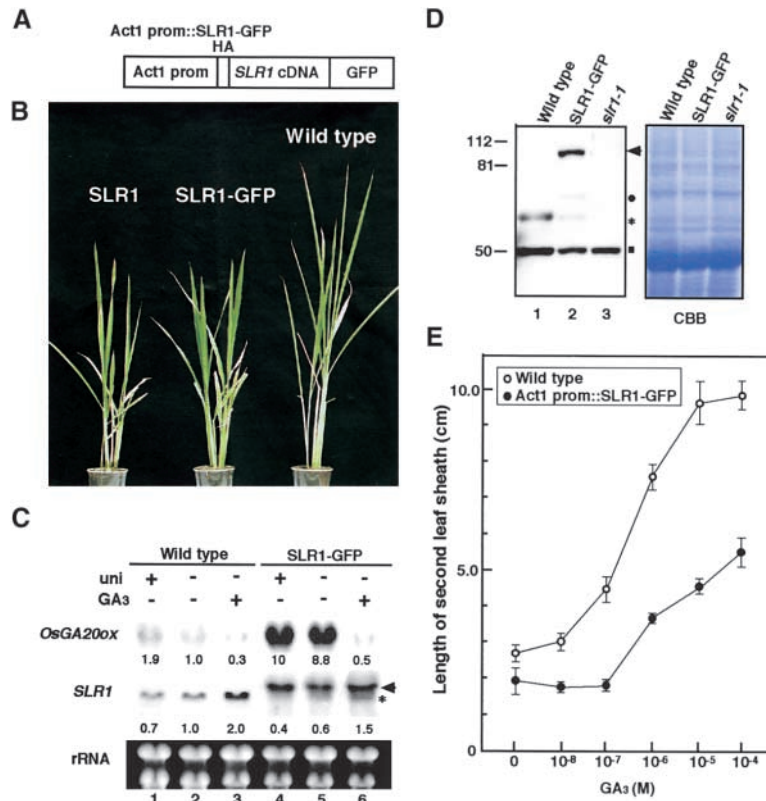 A
Act1 prom::SLR1-GFP
HA
Act1 prom
SLR1 cDNA
GFP
B
SLR1
SLR1-GFP
Wild type
C
Wild type SLR1-GFP
uni + - - + - -
GA3 - - + - - +
OsGA20ox
1.9 1.0 0.3 10 8.8 0.5
SLR1
*
0.7 1.0 2.0 0.4 0.6 1.5
rRNA
1 2 3 4 5 6
D
Wild type SLR1-GFP slr1-1
Wild type SLR1-GFP slr1-1
112
81
*
50
1 2 3
CBB
E
Wild type
Act1 prom::SLR1-GFP
Length of second leaf sheath (cm)
10.0
5.0
0
0 10-8 10-7 10-6 10-5 10-4
GA3 (M)